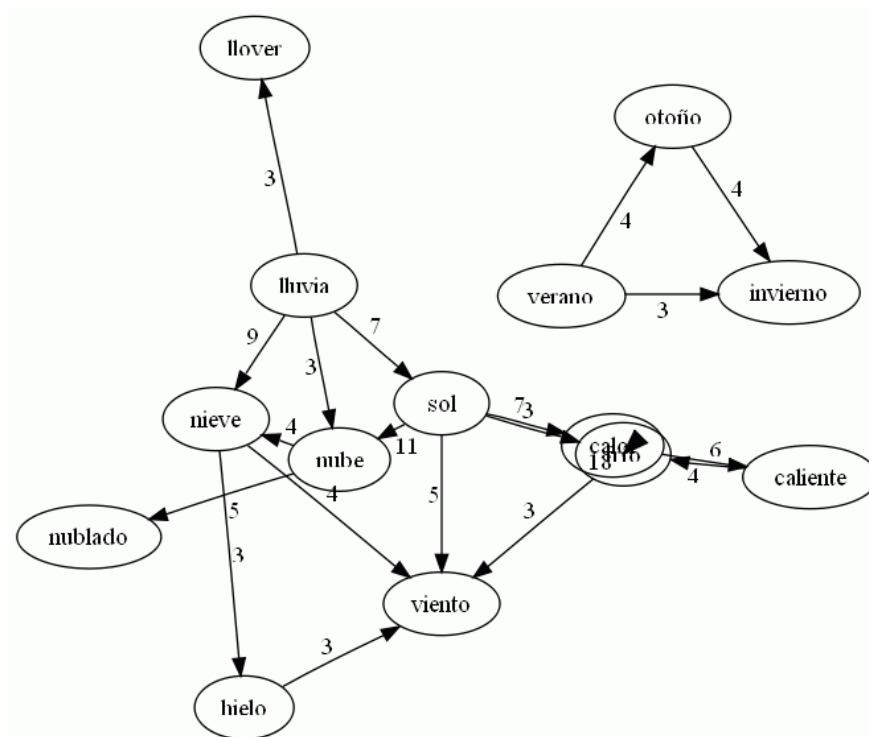 llover
otoño
3
4
4
lluvia
verano
invierno
3
9
3
7
nieve
sol
7
3
4
nube
11
18
6
4
caliente
nublado
5
4
5
3
3
viento
3
hielo